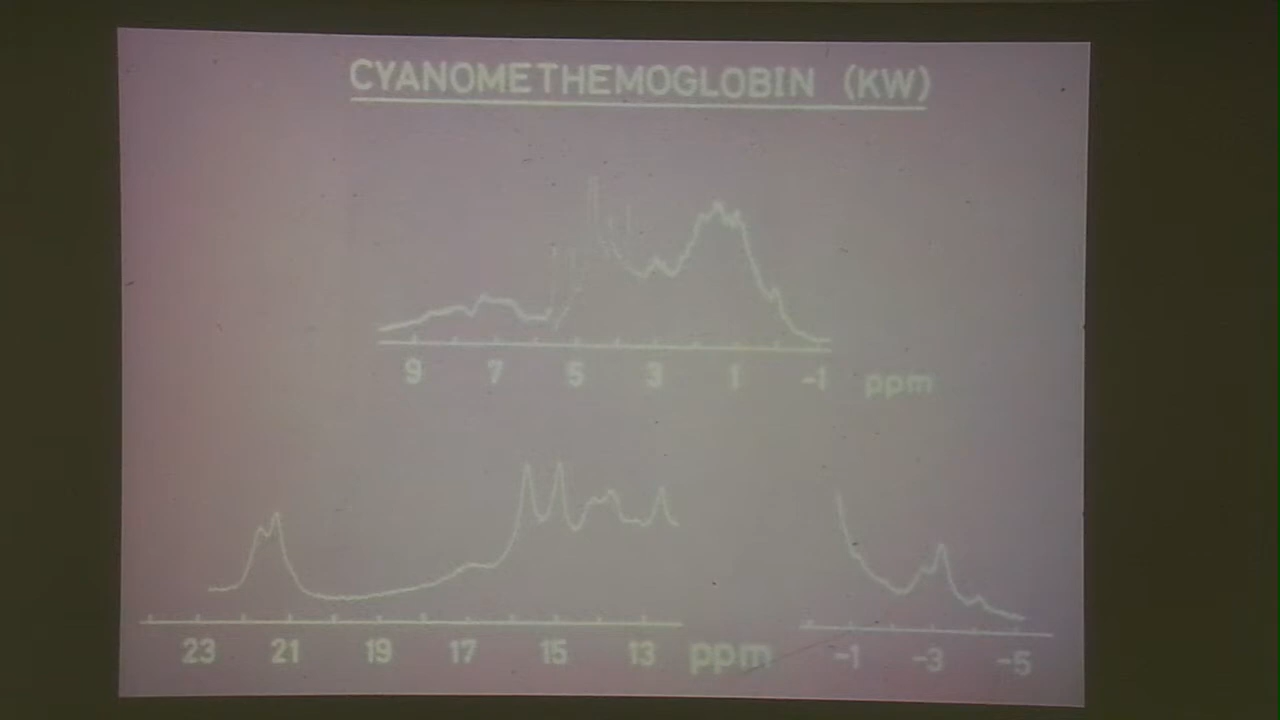 CYANOMETHEMOGLOBIN (KW)
9 7 5 3 1 -1 ppm
23 21 19 17 15 13 ppm -1 -3 -5